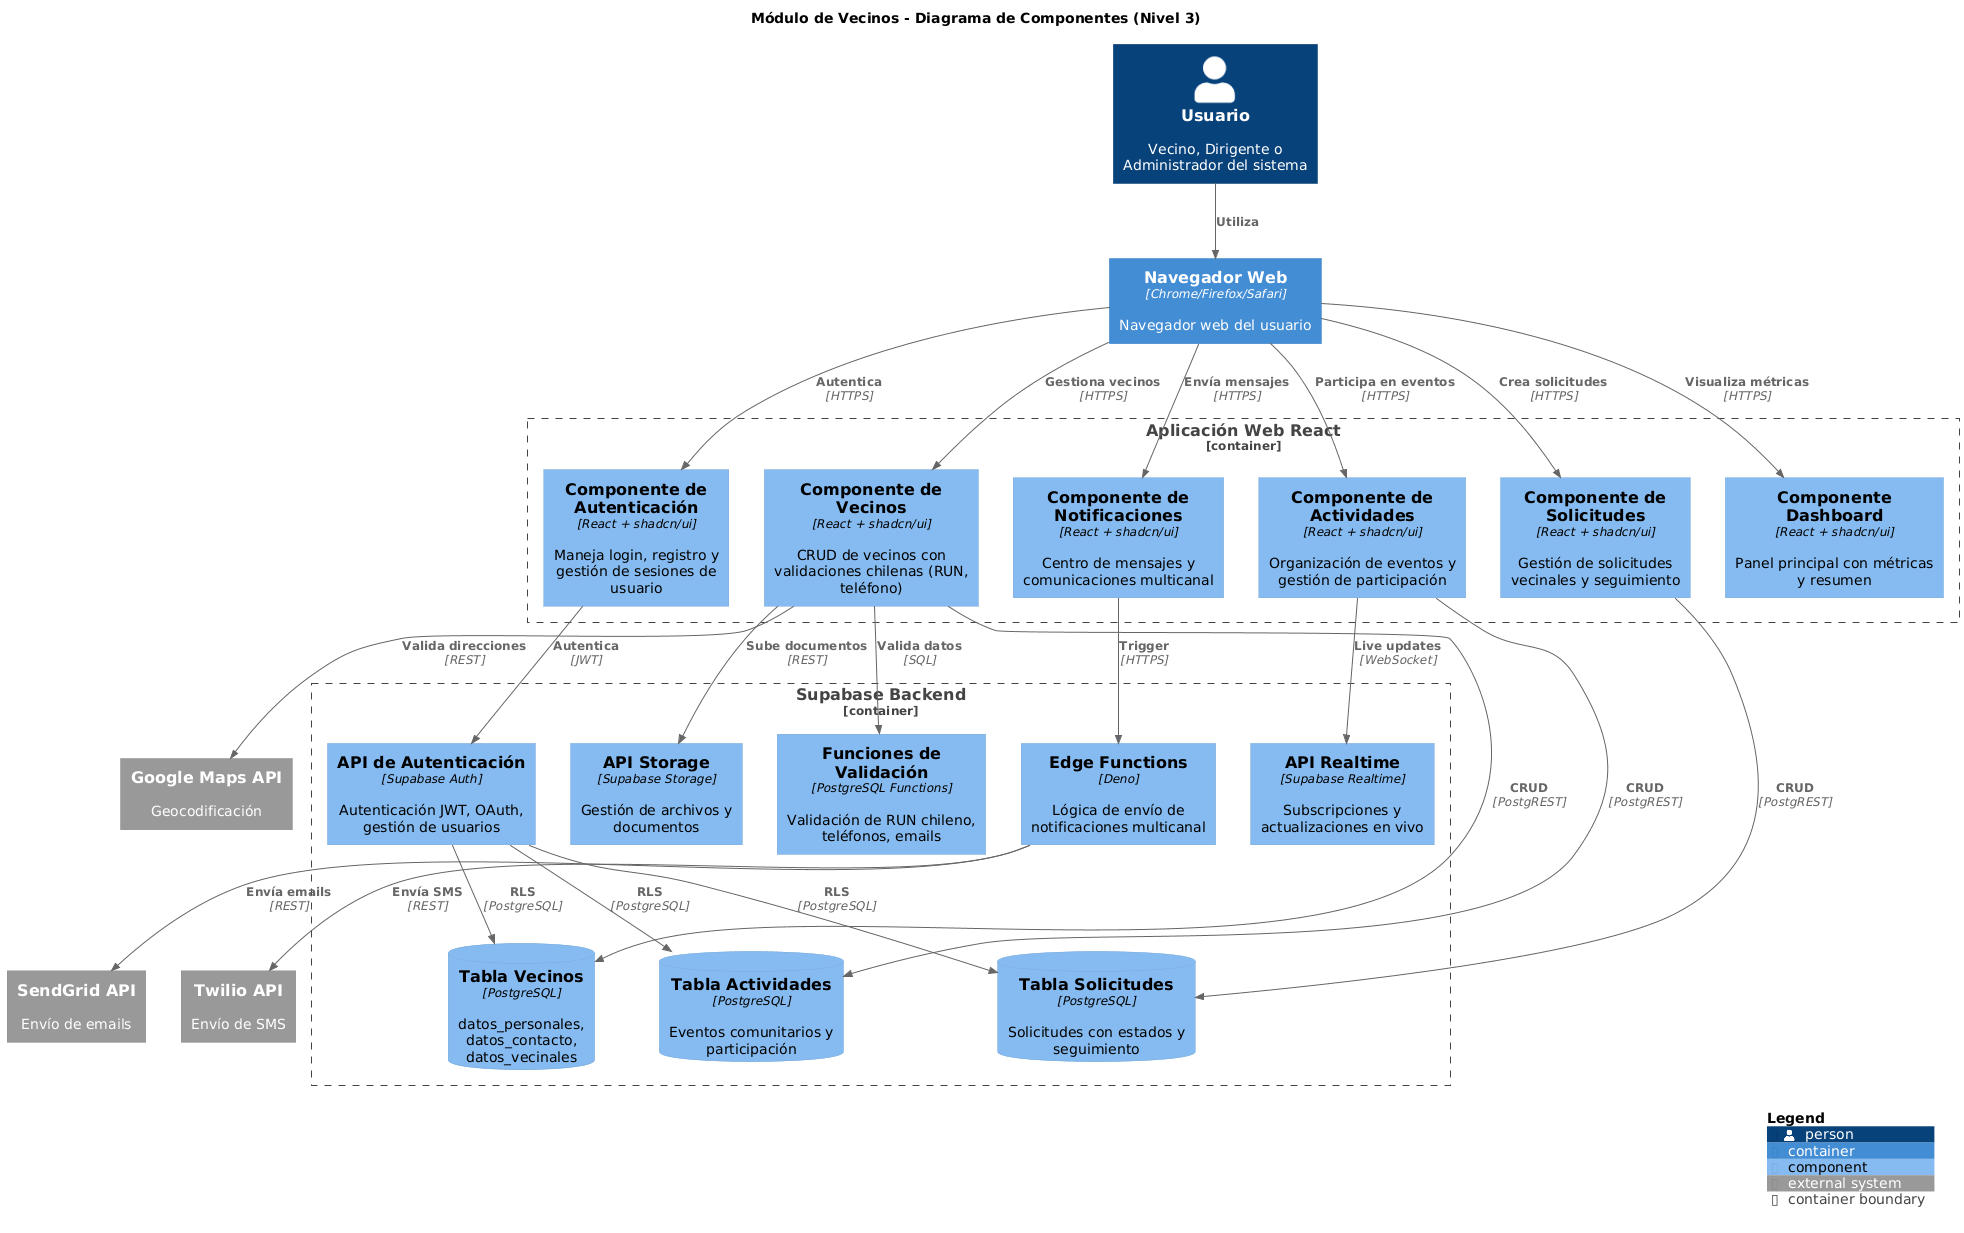 Módulo de Vecinos - Diagrama de Componentes (Nivel 3)
Usuario
Vecino, Dirigente o
Administrador del sistema
Utiliza
Navegador Web
[Chrome/Firefox/Safari]
Navegador web del usuario
Autentica
[HTTPS]
Gestiona vecinos
[HTTPS]
Envía mensajes
[HTTPS]
Participa en eventos
[HTTPS]
Crea solicitudes
[HTTPS]
Visualiza métricas
[HTTPS]
Aplicación Web React
[container]
Componente de
Autenticación
[React + shadcn/ui]
Maneja login, registro y
gestión de sesiones de
usuario
Componente de
Vecinos
[React + shadcn/ui]
CRUD de vecinos con
validaciones chilenas (RUN,
teléfono)
Componente de
Notificaciones
[React + shadcn/ui]
Centro de mensajes y
comunicaciones multicanal
Componente de
Actividades
[React + shadcn/ui]
Organización de eventos y
gestión de participación
Componente de
Solicitudes
[React + shadcn/ui]
Gestión de solicitudes
vecinales y seguimiento
Componente
Dashboard
[React + shadcn/ui]
Panel principal con métricas
y resumen
Valida direcciones
[REST]
Autentica
[JWT]
Sube documentos
[REST]
Valida datos
[SQL]
Trigger
[HTTPS]
Live updates
[WebSocket]
Supabase Backend
[container]
Google Maps API
Geocodificación
API de Autenticación
[Supabase Auth]
Autenticación JWT, OAuth,
gestión de usuarios
API Storage
[Supabase Storage]
Gestión de archivos y
documentos
Funciones de
Validación
[PostgreSQL Functions]
Validación de RUN chileno,
teléfonos, emails
Edge Functions
[Deno]
Lógica de envío de
notificaciones multicanal
API Realtime
[Supabase Realtime]
Subscripciones y
actualizaciones en vivo
CRUD
[PostgREST]
CRUD
[PostgREST]
CRUD
[PostgREST]
Envía emails
[REST]
Envía SMS
[REST]
RLS
[PostgreSQL]
RLS
[PostgreSQL]
RLS
[PostgreSQL]
SendGrid API
Envío de emails
Twilio API
Envío de SMS
Tabla Vecinos
[PostgreSQL]
datos_personales,
datos_contacto,
datos_vecinales
Tabla Actividades
[PostgreSQL]
Eventos comunitarios y
participación
Tabla Solicitudes
[PostgreSQL]
Solicitudes con estados y
seguimiento
Legend
person
container
component
external system
container boundary